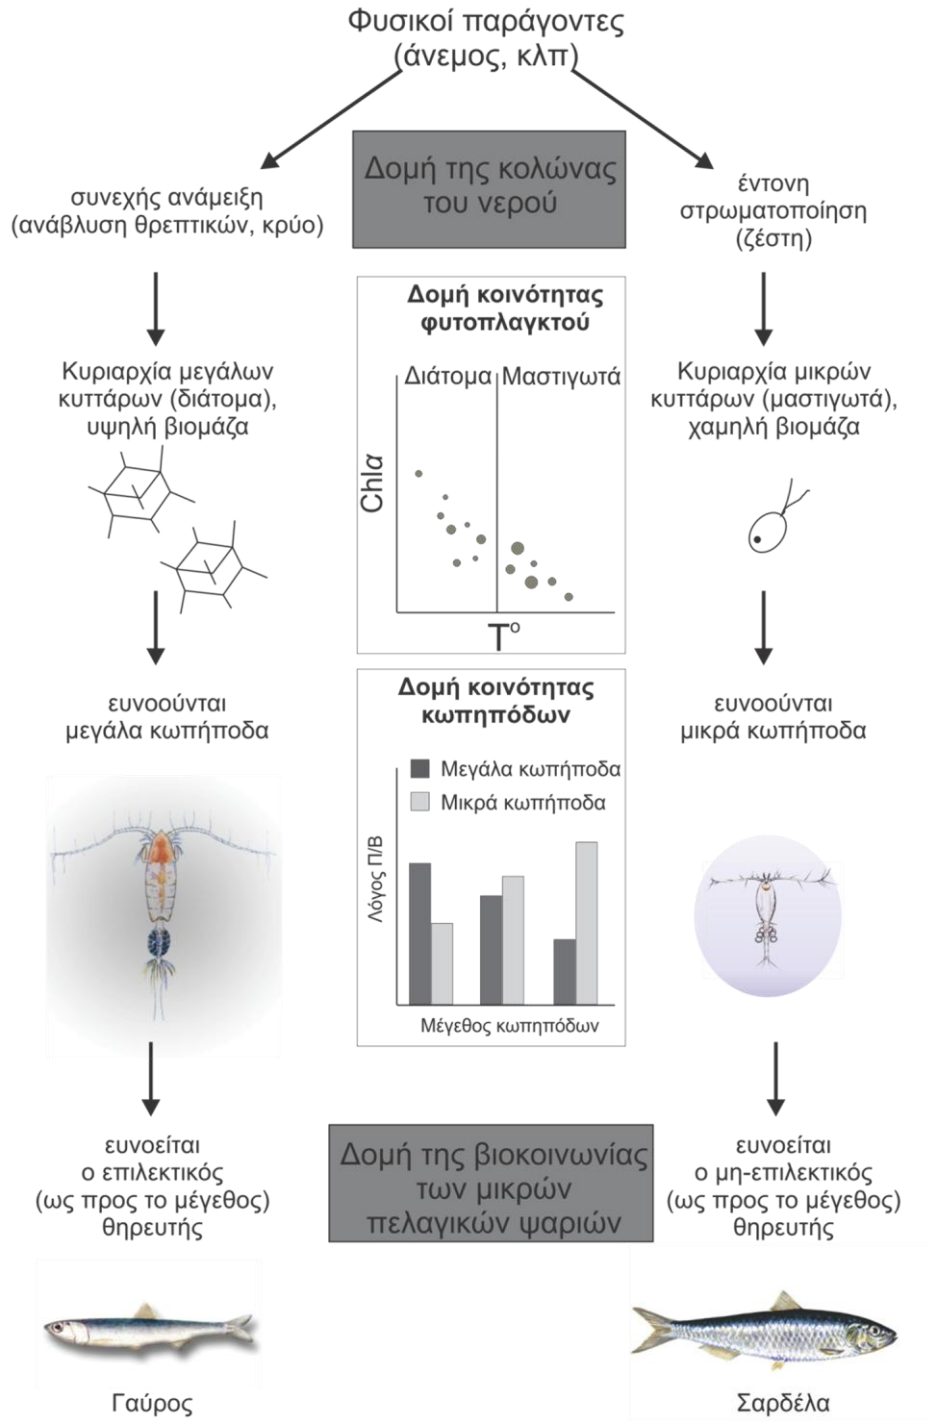 Φυσικοί παράγοντες
(άνεμος, κλπ)
Δομή της κολώνας
του νερού
συνεχής ανάμειξη
(ανάβλυση θρεπτικών, κρύο)
έντονη
στρωματοποίηση
(ζέστη)
Δομή κοινότητας
φυτοπλαγκτού
Διάτομα
Μαστιγωτά
Chlα
Tº
Κυριαρχία μεγάλων
κυττάρων (διάτομα),
υψηλή βιομάζα
Κυριαρχία μικρών
κυττάρων (μαστιγωτά),
χαμηλή βιομάζα
Δομή κοινότητας
κωπηπόδων
Μεγάλα κωπήποδα
Μικρά κωπήποδα
Λόγος Π/Β
Μέγεθος κωπηπόδων
ευνοούνται
μεγάλα κωπήποδα
ευνοούνται
μικρά κωπήποδα
ευνοείται
ο επιλεκτικός
(ως προς το μέγεθος)
θηρευτής
Δομή της βιοκοινωνίας
των μικρών
πελαγικών ψαριών
ευνοείται
ο μη-επιλεκτικός
(ως προς το μέγεθος)
θηρευτής
Γαύρος
Σαρδέλα